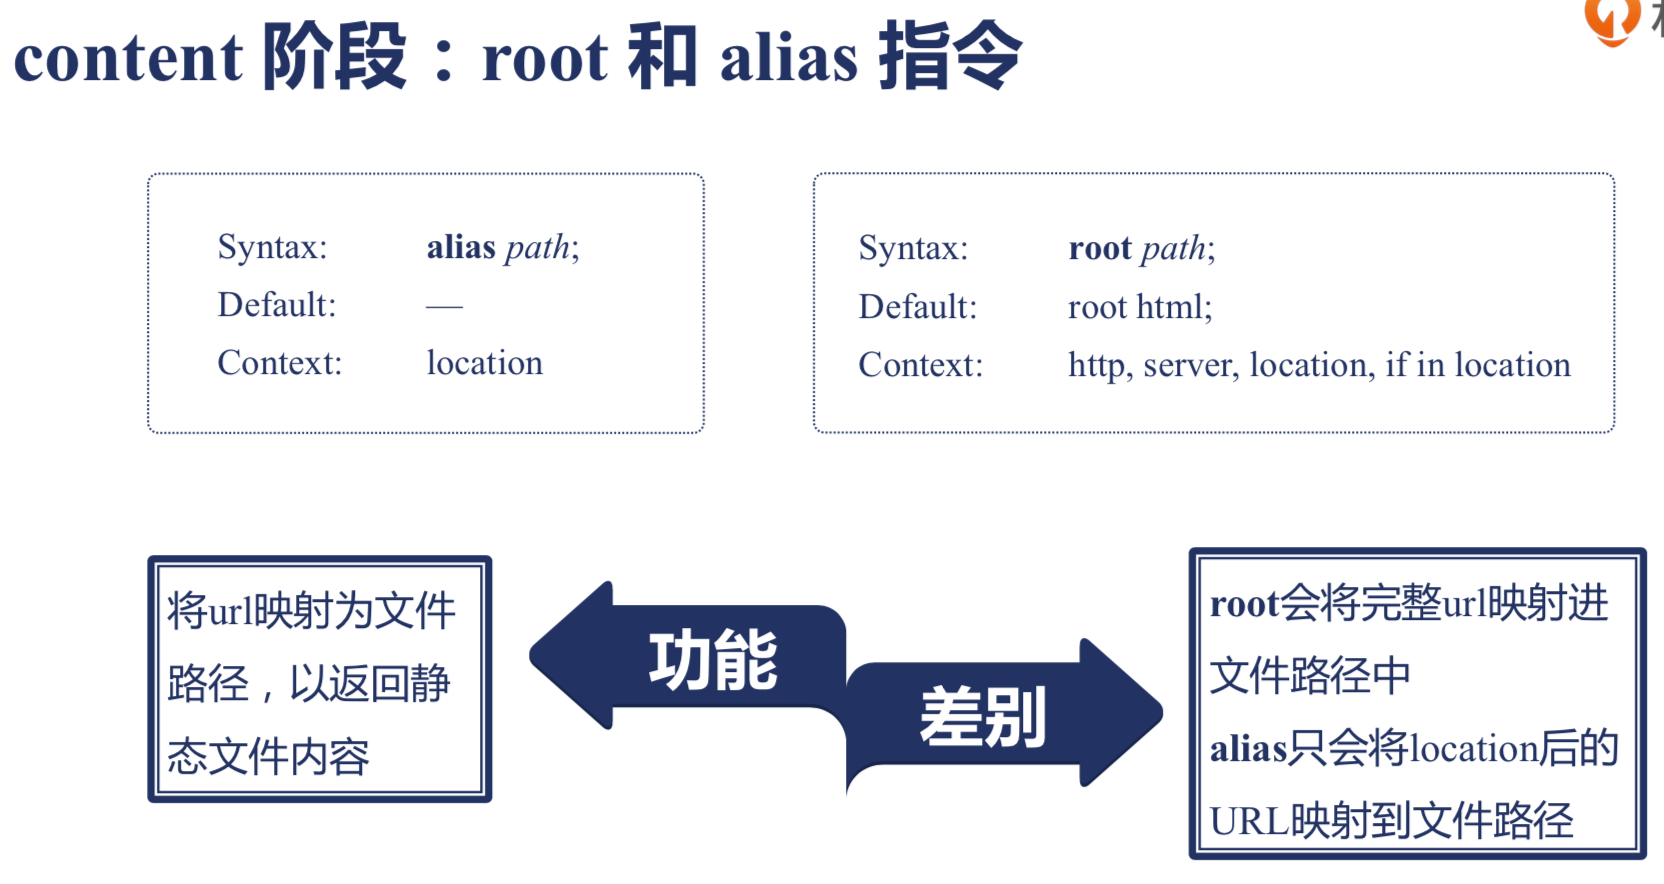 content 阶段：root 和 alias 指令
Syntax: alias path;
Default: —
Context: location
Syntax: root path;
Default: root html;
Context: http, server, location, if in location
将url映射为文件
路径，以返回静
态文件内容
功能
差别
root会将完整url映射进
文件路径中
alias只会将location后的
URL映射到文件路径